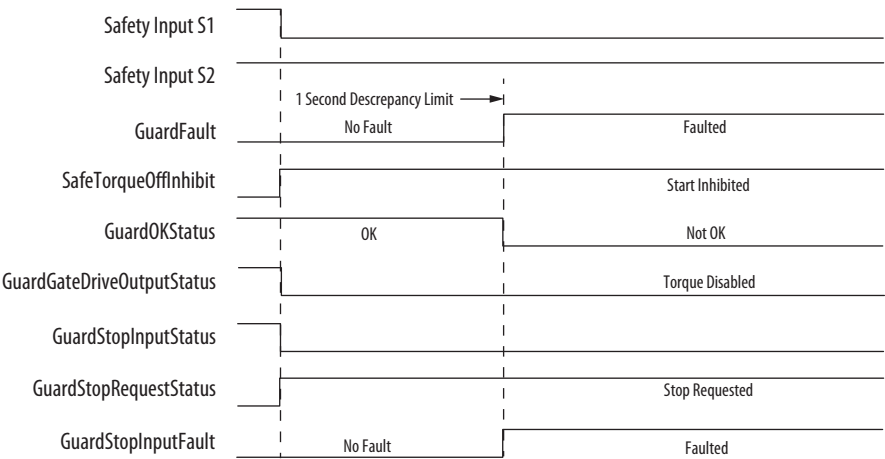 Safety Input S1
Safety Input S2
1 Second Descrepancy Limit
GuardFault No Fault Faulted
SafeTorqueOffInhibit Start Inhibited
GuardOKStatus OK Not OK
GuardGateDriveOutputStatus Torque Disabled
GuardStopInputStatus
GuardStopRequestStatus Stop Requested
GuardStopInputFault No Fault Faulted